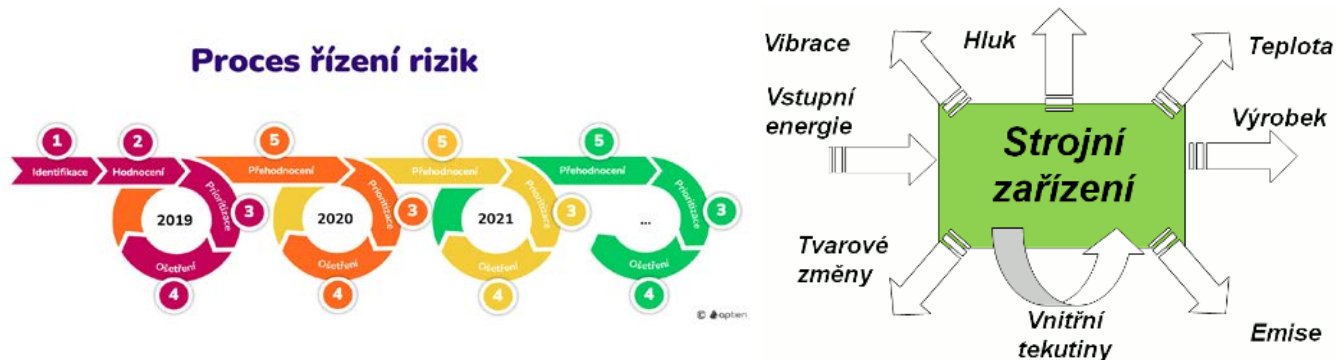 Proces řízení rizik
1
2
5
5
5
Identifikace
Hodnocení
Přehodnocení
Přehodnocení
Přehodnocení
2019
Prioritizace
3
2020
Prioritizace
3
2021
Prioritizace
3
...
Prioritizace
3
Ošetření
Ošetření
Ošetření
Ošetření
4
4
4
4
© aptien
Vibrace
Hluk
Teplota
Vstupní
energie
Strojní
zařízení
Výrobek
Tvarové
změny
Vnitřní
tekutiny
Emise